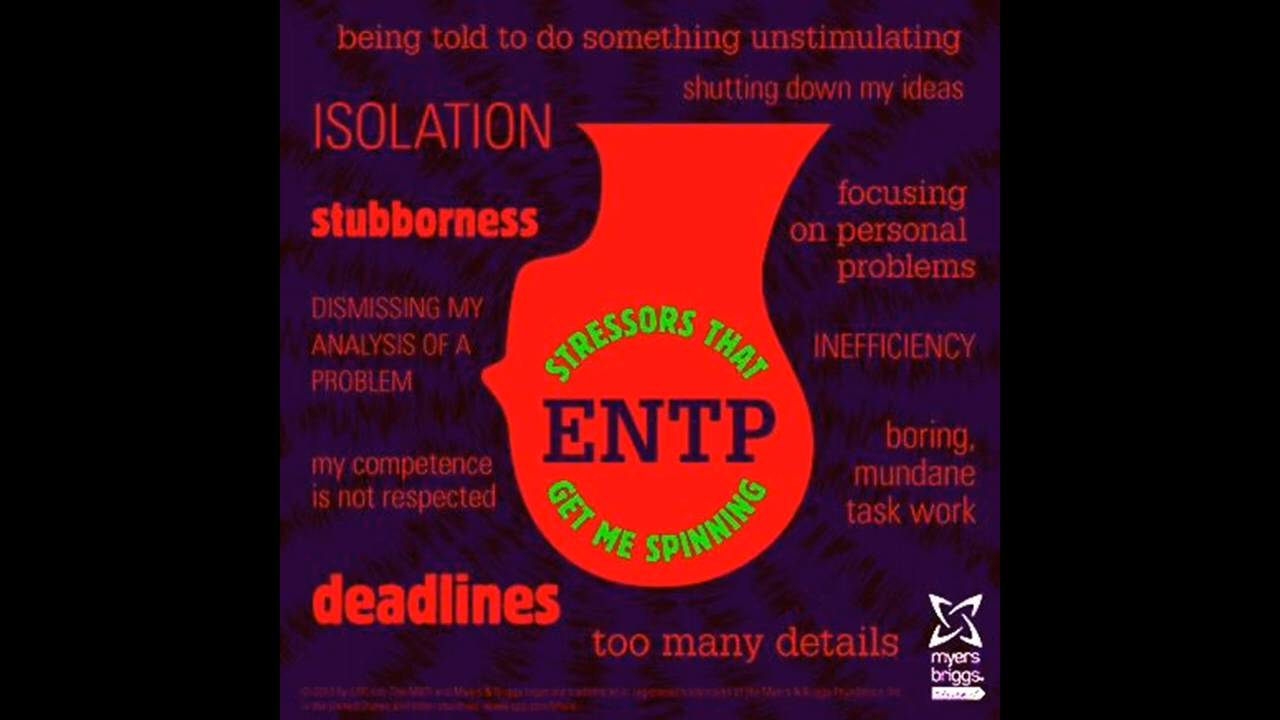 being told to do something unstimulating
shutting down my ideas
ISOLATION
focusing
on personal
problems
stubborness
DISMISSING MY
ANALYSIS OF A
PROBLEM
STRESSORS THAT
ENTP
GET ME SPINNING
INEFFICIENCY
boring,
mundane
task work
my competence
is not respected
deadlines
too many details
myers
briggs